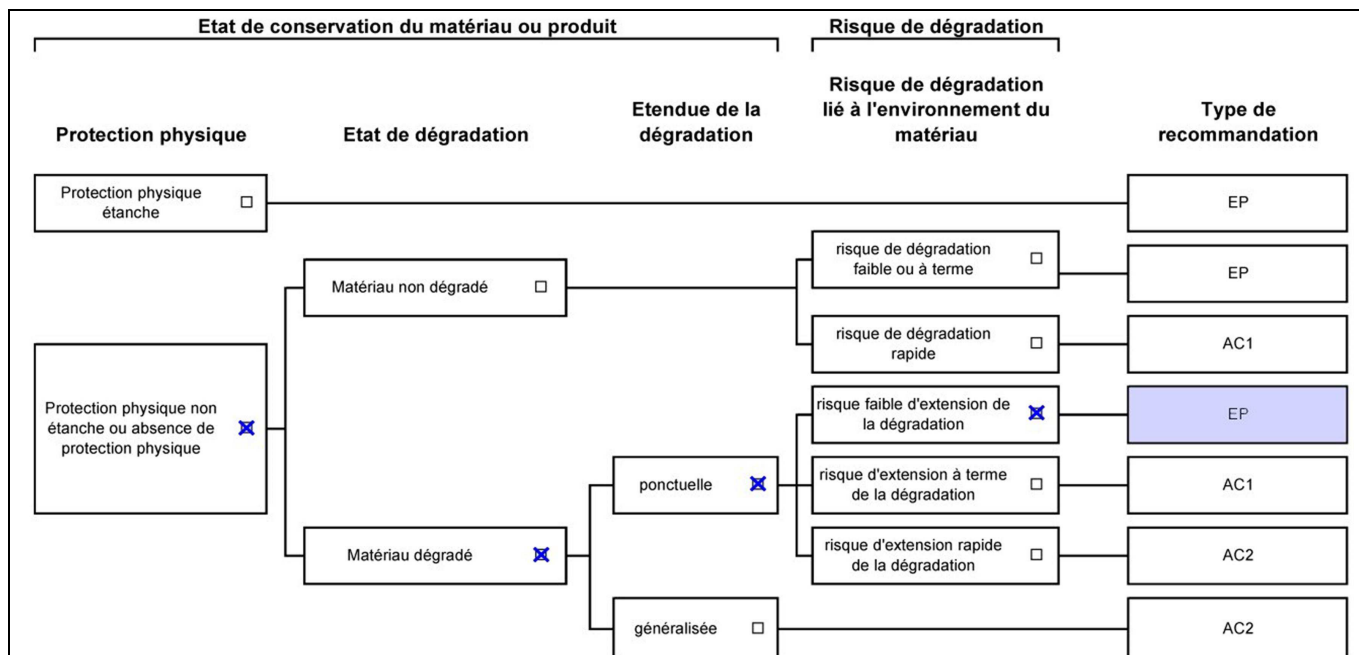 Etat de conservation du matériau ou produit
Risque de dégradation
Protection physique
Etat de dégradation
Etendue de la
dégradation
Risque de dégradation
lié à l'environnement du
matériau
Type de
recommandation
Protection physique
étanche
EP
Matériau non dégradé
risque de dégradation
faible ou à terme
EP
risque de dégradation
rapide
AC1
Protection physique non
étanche ou absence de
protection physique
risque faible d'extension de
la dégradation
EP
ponctuelle
risque d'extension à terme
de la dégradation
AC1
Matériau dégradé
risque d'extension rapide
de la dégradation
AC2
généralisée
AC2